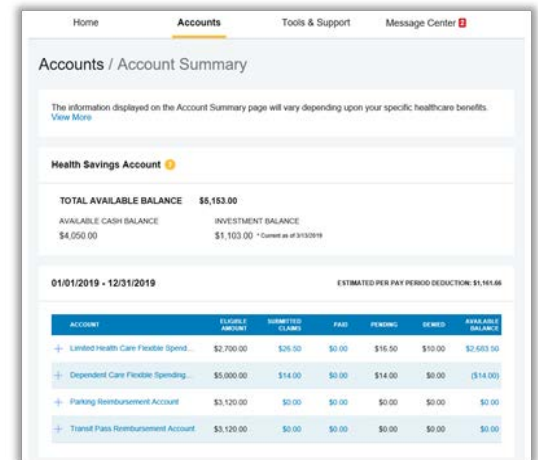 Home Accounts Tools & Support Message Center 2
Accounts / Account Summary
The information displayed on the Account Summary page will vary depending upon your specific healthcare benefits.
View More
Health Savings Account ?
TOTAL AVAILABLE BALANCE $5,153.00
AVAILABLE CASH BALANCE INVESTMENT BALANCE
$4,050.00 $1,103.00 * Current as of 3/13/2019
01/01/2019 - 12/31/2019 ESTIMATED PER PAY PERIOD DEDUCTION: $1,161.66
ACCOUNT ELIGIBLE AMOUNT SUBMITTED CLAIMS PAID PENDING DENIED AVAILABLE BALANCE
+ Limited Health Care Flexible Spend... $2,700.00 $26.50 $0.00 $16.50 $10.00 $2,683.50
+ Dependent Care Flexible Spending... $5,000.00 $14.00 $0.00 $14.00 $0.00 ($14.00)
+ Parking Reimbursement Account $3,120.00 $0.00 $0.00 $0.00 $0.00 $0.00
+ Transit Pass Reimbursement Account $3,120.00 $0.00 $0.00 $0.00 $0.00 $0.00